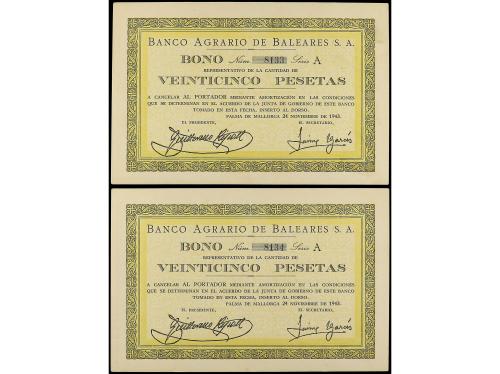 BANCO AGRARIO DE BALEARES S. A.
BONO Núm 8133 Serie A
REPRESENTATIVO DE LA CANTIDAD DE
VEINTICINCO PESETAS
A CANCELAR AL PORTADOR MEDIANTE AMORTIZACIÓN EN LAS CONDICIONES
QUE SE DETERMINAN EN EL ACUERDO DE LA JUNTA DE GOBIERNO DE ESTE BANCO
TOMADO EN ESTA FECHA, INSERTO AL DORSO.
PALMA DE MALLORCA 24 NOVIEMBRE DE 1943.
EL PRESIDENTE, EL SECRETARIO,
BANCO AGRARIO DE BALEARES S. A.
BONO Núm 8134 Serie A
REPRESENTATIVO DE LA CANTIDAD DE
VEINTICINCO PESETAS
A CANCELAR AL PORTADOR MEDIANTE AMORTIZACIÓN EN LAS CONDICIONES
QUE SE DETERMINAN EN EL ACUERDO DE LA JUNTA DE GOBIERNO DE ESTE BANCO
TOMADO EN ESTA FECHA, INSERTO AL DORSO.
PALMA DE MALLORCA 24 NOVIEMBRE DE 1943.
EL PRESIDENTE, EL SECRETARIO,